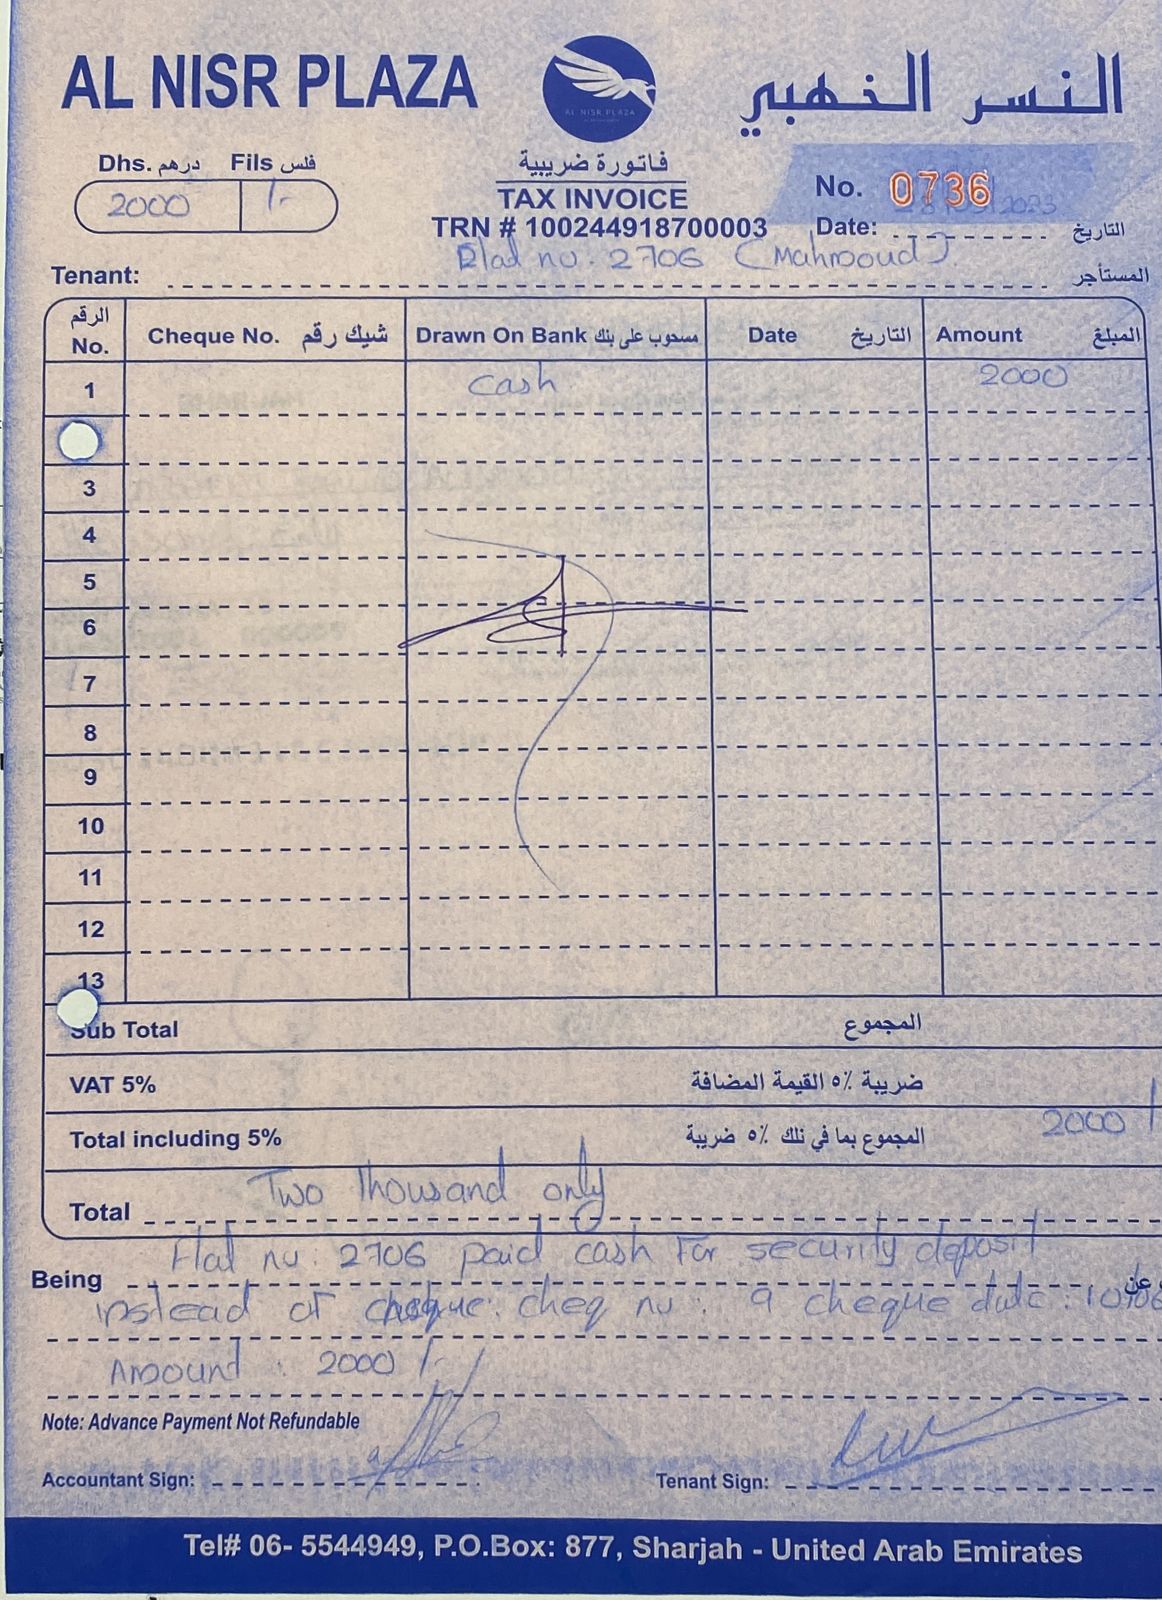 AL NISR PLAZA
AL NISR PLAZA
النسر الذهبي
Dhs. درهم Fils فلس
2000 /-
فاتورة ضريبية
TAX INVOICE
TRN # 100244918700003
No. 0736
Date: 2023 التاريخ
Tenant: Flat no. 2706 (Mahmoud). المستأجر
الرقم No. Cheque No. شيك رقم Drawn On Bank مسحوب على بنك Date التاريخ Amount المبلغ
1 Cash 2000
3
4
5
6
7
8
9
10
11
12
13
Sub Total المجموع
VAT 5% ضريبة ٥٪ القيمة المضافة
Total including 5% المجموع بما في ذلك ٥٪ ضريبة 2000 /
Total Two Thousand only
Being Flat no. 2706 paid cash For security deposit عن
instead of cheque. cheq no. 9 cheque date:
Amount : 2000 /-
Note: Advance Payment Not Refundable
Accountant Sign: Tenant Sign:
Tel# 06- 5544949, P.O.Box: 877, Sharjah - United Arab Emirates